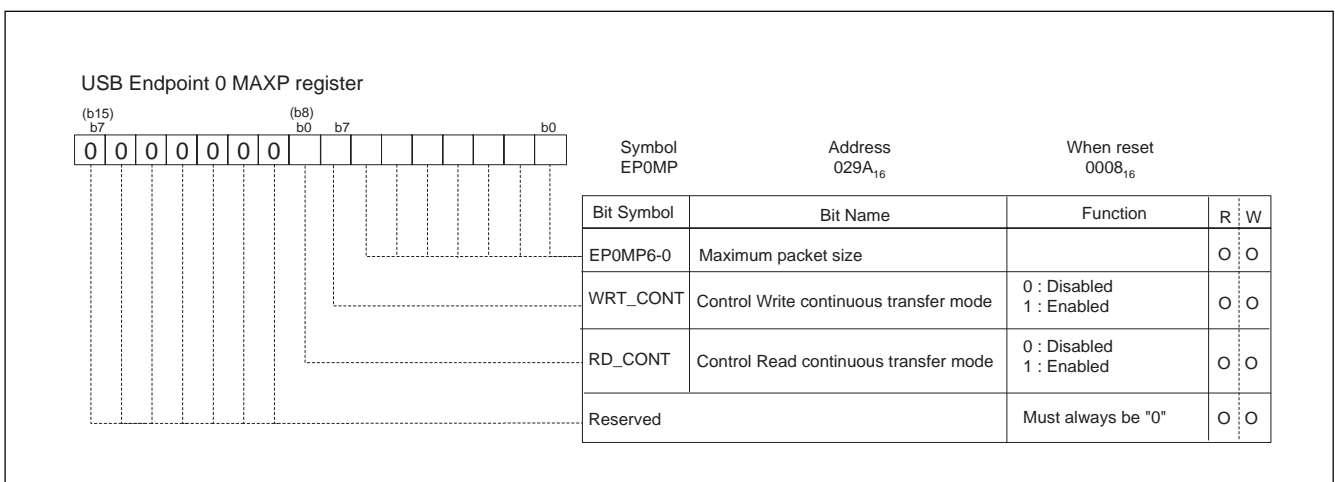 USB Endpoint 0 MAXP register
(b15) (b8)
b7 b0 b7 b0
0 0 0 0 0 0 0
Symbol Address When reset
EP0MP 029A₁₆ 0008₁₆
Bit Symbol Bit Name Function R W
EP0MP6-0 Maximum packet size O O
WRT_CONT Control Write continuous transfer mode 0 : Disabled
1 : Enabled O O
RD_CONT Control Read continuous transfer mode 0 : Disabled
1 : Enabled O O
Reserved Must always be "0" O O